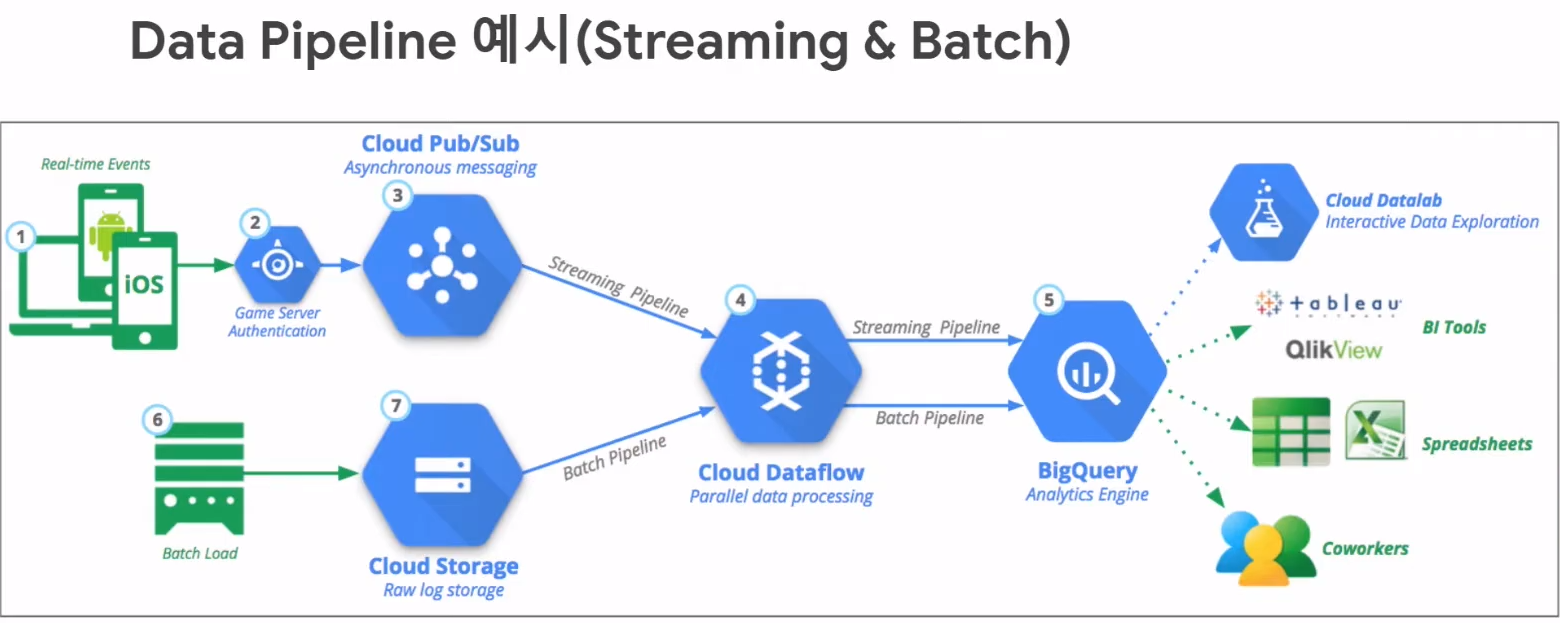 Data Pipeline 예시(Streaming & Batch)
Real-time Events
1
iOS
2
Game Server
Authentication
Cloud Pub/Sub
Asynchronous messaging
3
Streaming Pipeline
6
Batch Load
7
Cloud Storage
Raw log storage
Batch Pipeline
4
Cloud Dataflow
Parallel data processing
Streaming Pipeline
Batch Pipeline
5
BigQuery
Analytics Engine
Cloud Datalab
Interactive Data Exploration
+ableau
SOFTWARE
QlikView
BI Tools
X
Spreadsheets
Coworkers